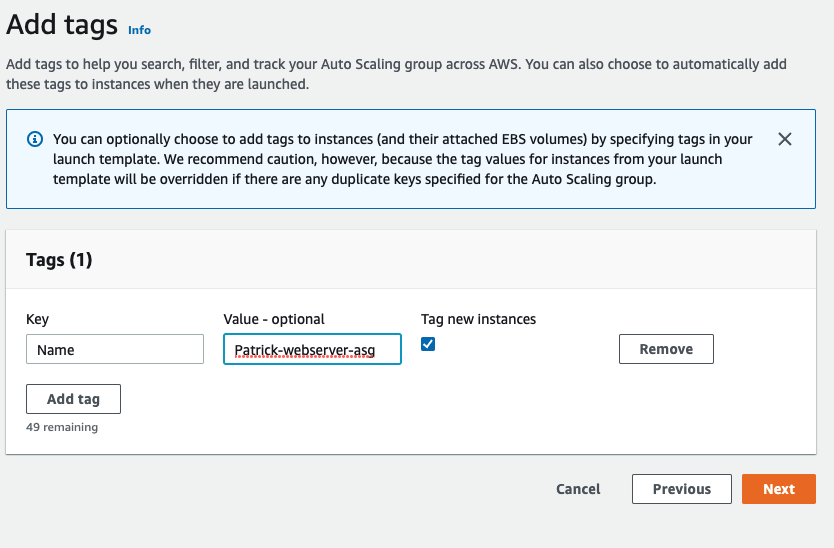 Add tags Info
Add tags to help you search, filter, and track your Auto Scaling group across AWS. You can also choose to automatically add
these tags to instances when they are launched.
You can optionally choose to add tags to instances (and their attached EBS volumes) by specifying tags in your
launch template. We recommend caution, however, because the tag values for instances from your launch
template will be overridden if there are any duplicate keys specified for the Auto Scaling group.
Tags (1)
Key Value - optional Tag new instances
Name Patrick-webserver-asg Remove
Add tag
49 remaining
Cancel Previous Next